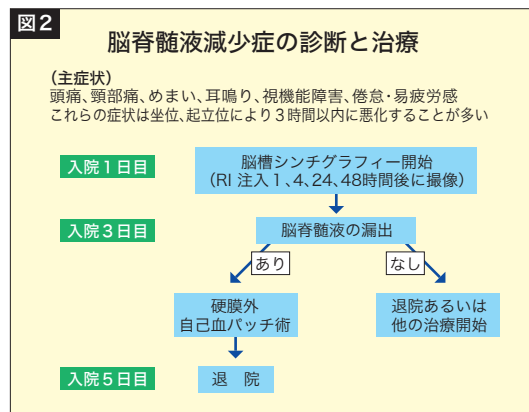 図2
脳脊髄液減少症の診断と治療
(主症状)
頭痛、頸部痛、めまい、耳鳴り、視機能障害、倦怠・易疲労感
これらの症状は坐位、起立位により3時間以内に悪化することが多い
入院1日目
脳槽シンチグラフィー開始
(RI 注入1、4、24、48時間後に撮像)
入院3日目
脳脊髄液の漏出
あり
なし
硬膜外
自己血パッチ術
退院あるいは
他の治療開始
入院5日目
退 院